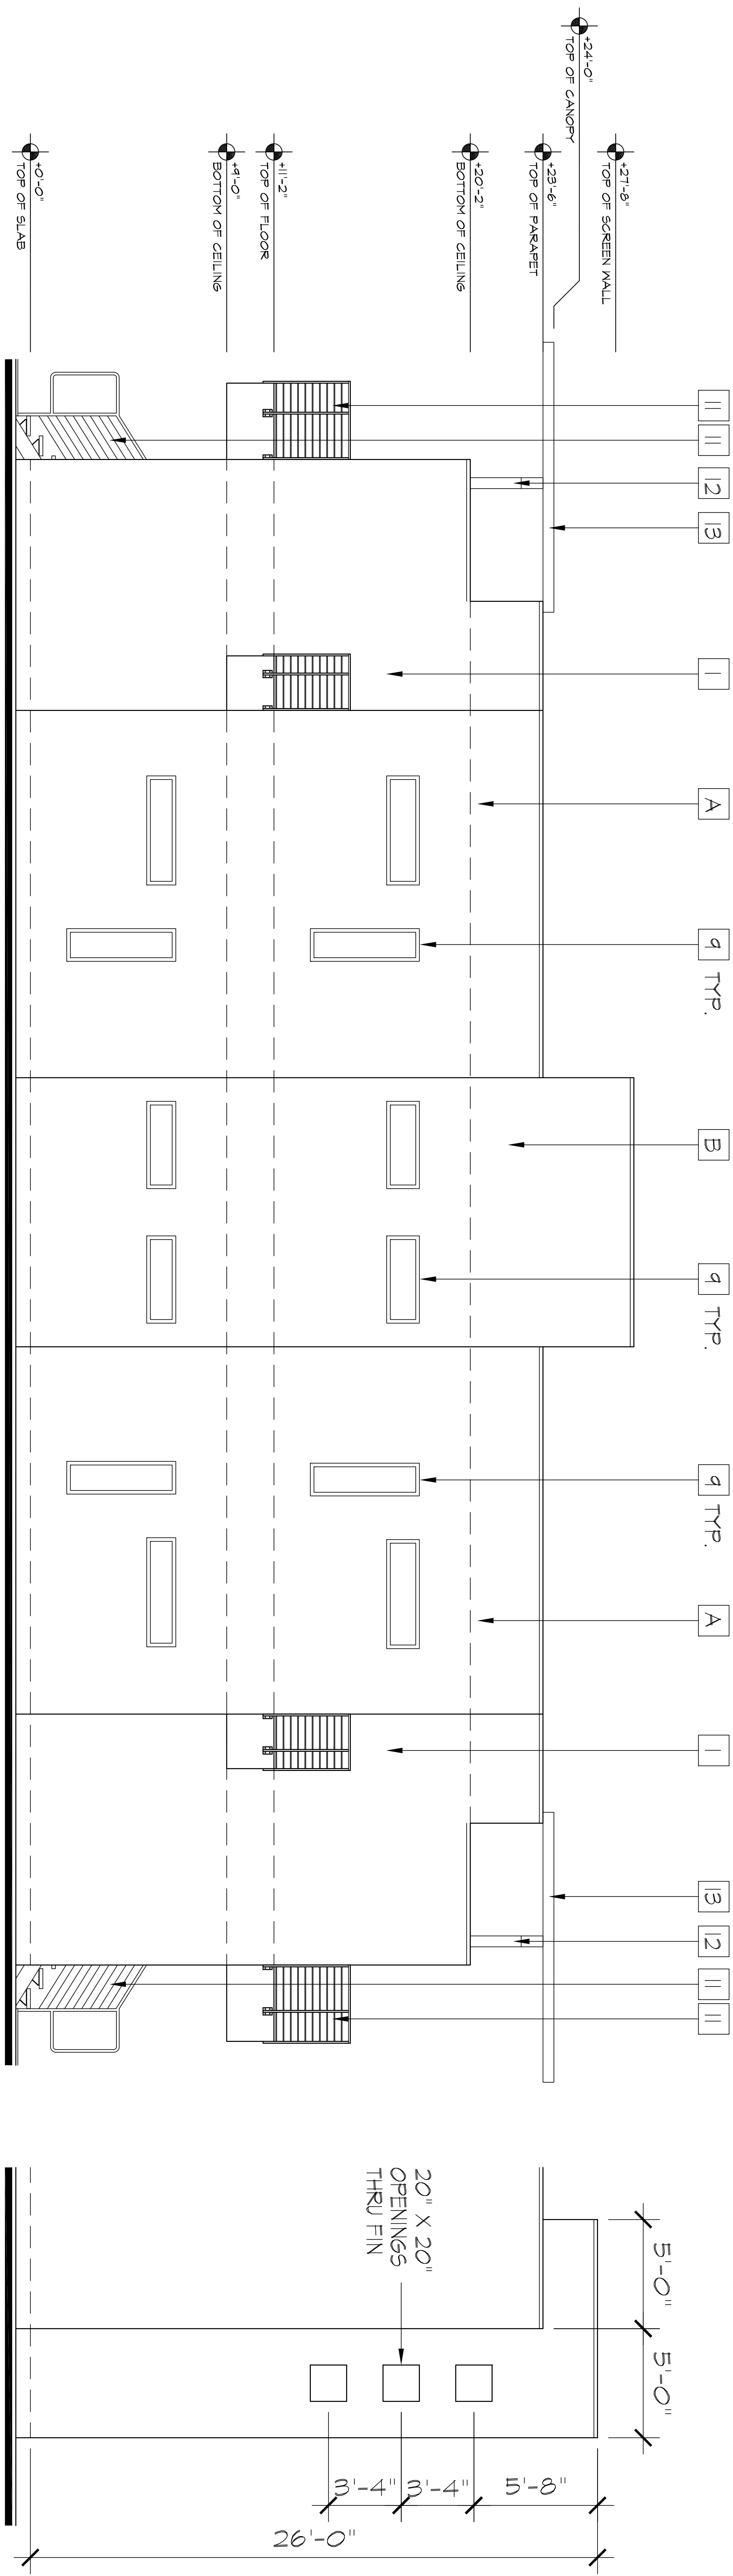 +24'-0"
TOP OF CANOPY
+27'-8"
TOP OF SCREEN WALL
+23'-6"
TOP OF PARAPET
+20'-2"
BOTTOM OF CEILING
+11'-2"
TOP OF FLOOR
+9'-0"
BOTTOM OF CEILING
+0'-0"
TOP OF SLAB
11
11
12
13
1
A
9 TYP.
B
9 TYP.
9 TYP.
A
1
13
12
11
11
20" X 20"
OPENINGS
THRU FIN
5'-0"
5'-0"
5'-8"
3'-4"
3'-4"
26'-0"